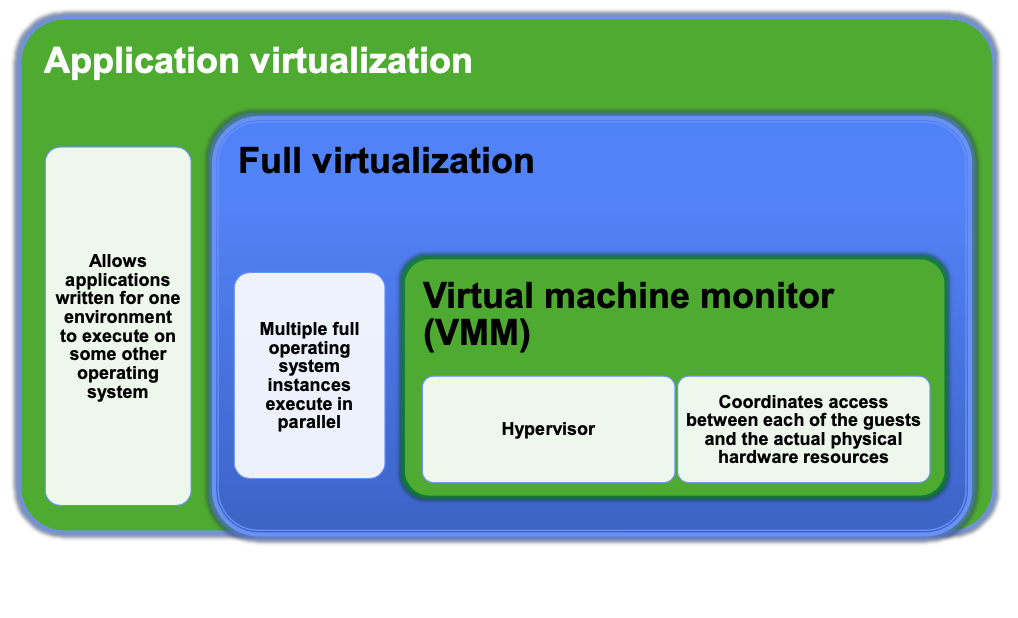 Application virtualization
Full virtualization
Allows
applications
written for one
environment
to execute on
some other
operating
system
Multiple full
operating
system
instances
execute in
parallel
Virtual machine monitor
(VMM)
Hypervisor
Coordinates access
between each of the guests
and the actual physical
hardware resources